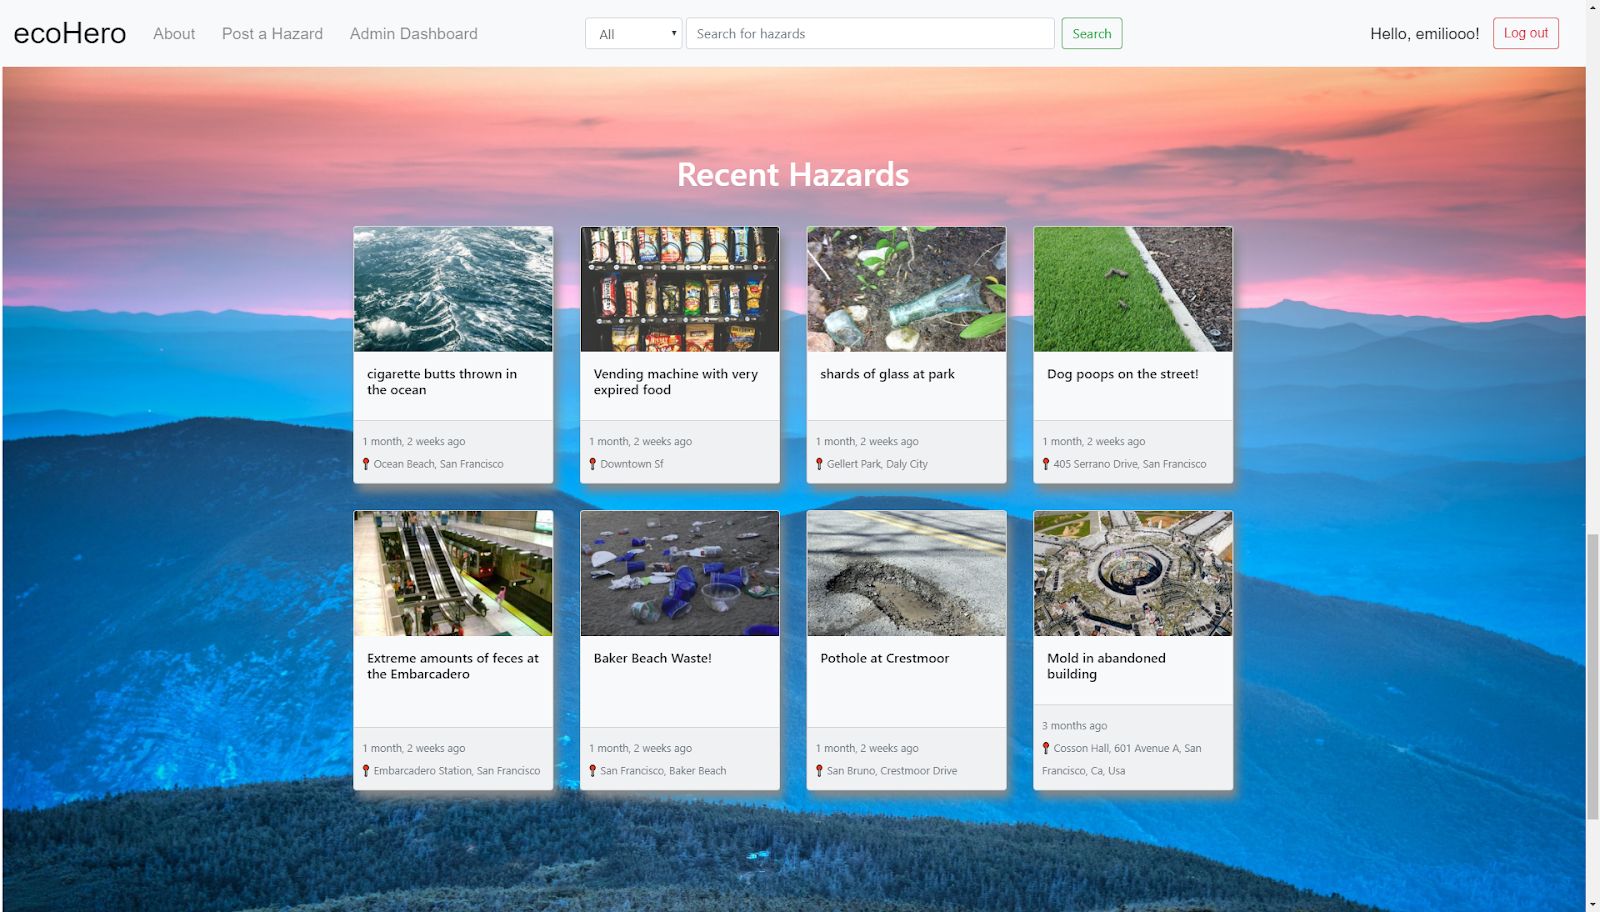 ecoHero
About
Post a Hazard
Admin Dashboard
All
Search for hazards
Search
Hello, emiliooo!
Log out
Recent Hazards
cigarette butts thrown in
the ocean
1 month, 2 weeks ago
Ocean Beach, San Francisco
Vending machine with very
expired food
1 month, 2 weeks ago
Downtown Sf
shards of glass at park
1 month, 2 weeks ago
Gellert Park, Daly City
Dog poops on the street!
1 month, 2 weeks ago
405 Serrano Drive, San Francisco
Extreme amounts of feces at
the Embarcadero
1 month, 2 weeks ago
Embarcadero Station, San Francisco
Baker Beach Waste!
1 month, 2 weeks ago
San Francisco, Baker Beach
Pothole at Crestmoor
1 month, 2 weeks ago
San Bruno, Crestmoor Drive
Mold in abandoned
building
3 months ago
Cosson Hall, 601 Avenue A, San
Francisco, Ca, Usa